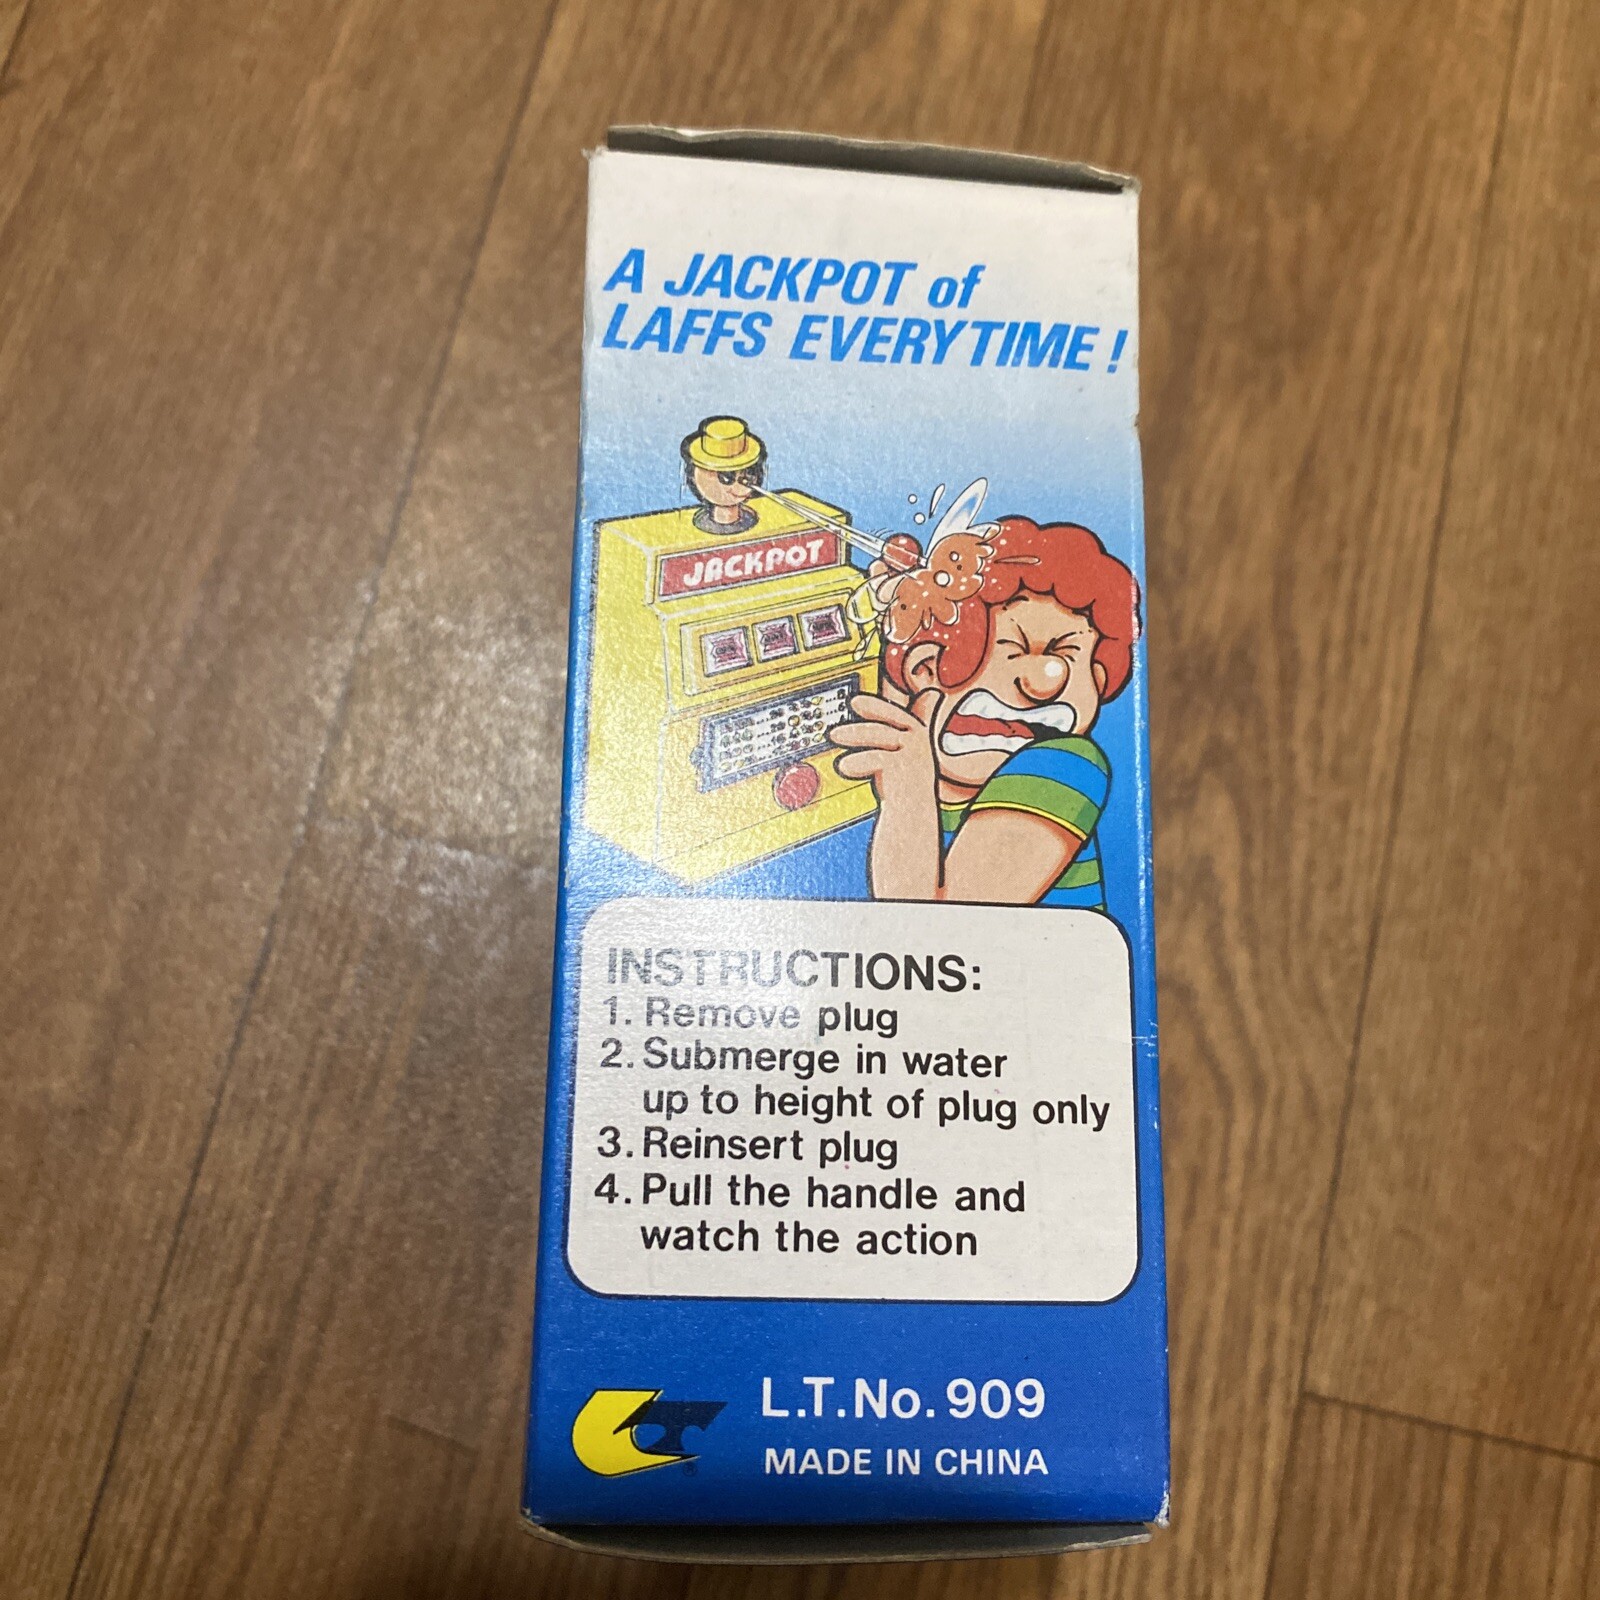 A JACKPOT of
LAFFS EVERYTIME!
JACKPOT
INSTRUCTIONS:
1. Remove plug
2. Submerge in water
up to height of plug only
3. Reinsert plug
4. Pull the handle and
watch the action
L.T.No. 909
MADE IN CHINA